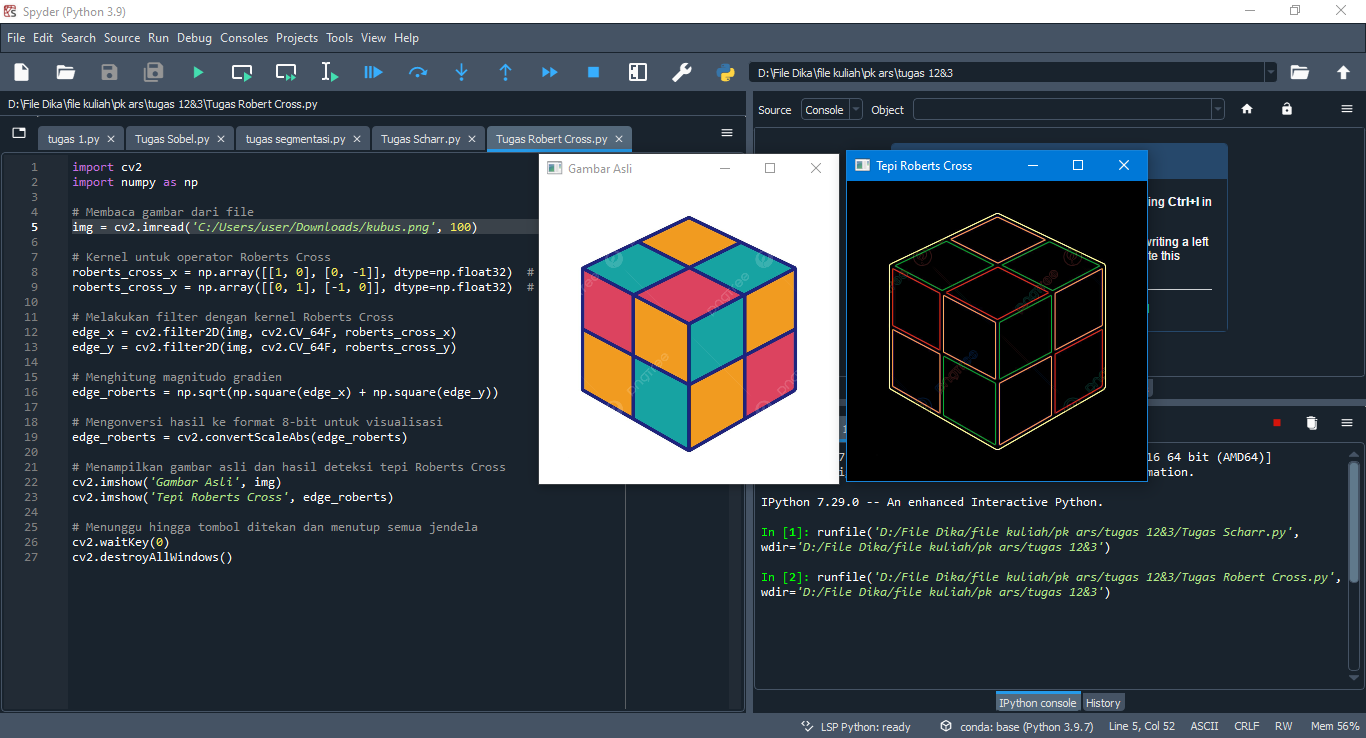 Spyder (Python 3.9)
File Edit Search Source Run Debug Consoles Projects Tools View Help
D:\File Dika\file kuliah\pk ars\tugas 12&3
D:\File Dika\file kuliah\pk ars\tugas 12&3\Tugas Robert Cross.py
tugas 1.py Tugas Sobel.py tugas segmentasi.py Tugas Scharr.py Tugas Robert Cross.py
1 import cv2
2 import numpy as np
3
4 # Membaca gambar dari file
5 img = cv2.imread('C:/Users/user/Downloads/kubus.png', 100)
6
7 # Kernel untuk operator Roberts Cross
8 roberts_cross_x = np.array([[1, 0], [0, -1]], dtype=np.float32) #
9 roberts_cross_y = np.array([[0, 1], [-1, 0]], dtype=np.float32) #
10
11 # Melakukan filter dengan kernel Roberts Cross
12 edge_x = cv2.filter2D(img, cv2.CV_64F, roberts_cross_x)
13 edge_y = cv2.filter2D(img, cv2.CV_64F, roberts_cross_y)
14
15 # Menghitung magnitudo gradien
16 edge_roberts = np.sqrt(np.square(edge_x) + np.square(edge_y))
17
18 # Mengonversi hasil ke format 8-bit untuk visualisasi
19 edge_roberts = cv2.convertScaleAbs(edge_roberts)
20
21 # Menampilkan gambar asli dan hasil deteksi tepi Roberts Cross
22 cv2.imshow('Gambar Asli', img)
23 cv2.imshow('Tepi Roberts Cross', edge_roberts)
24
25 # Menunggu hingga tombol ditekan dan menutup semua jendela
26 cv2.waitKey(0)
27 cv2.destroyAllWindows()
Gambar Asli
pngtree
Tepi Roberts Cross
Source Console Object
ing Ctrl+I in
writing a left
te this
16 64 bit (AMD64)]
mation.
IPython 7.29.0 -- An enhanced Interactive Python.
In [1]: runfile('D:/File Dika/file kuliah/pk ars/tugas 12&3/Tugas Scharr.py',
wdir='D:/File Dika/file kuliah/pk ars/tugas 12&3')
In [2]: runfile('D:/File Dika/file kuliah/pk ars/tugas 12&3/Tugas Robert Cross.py',
wdir='D:/File Dika/file kuliah/pk ars/tugas 12&3')
IPython console History
LSP Python: ready conda: base (Python 3.9.7) Line 5, Col 52 ASCII CRLF RW Mem 56%